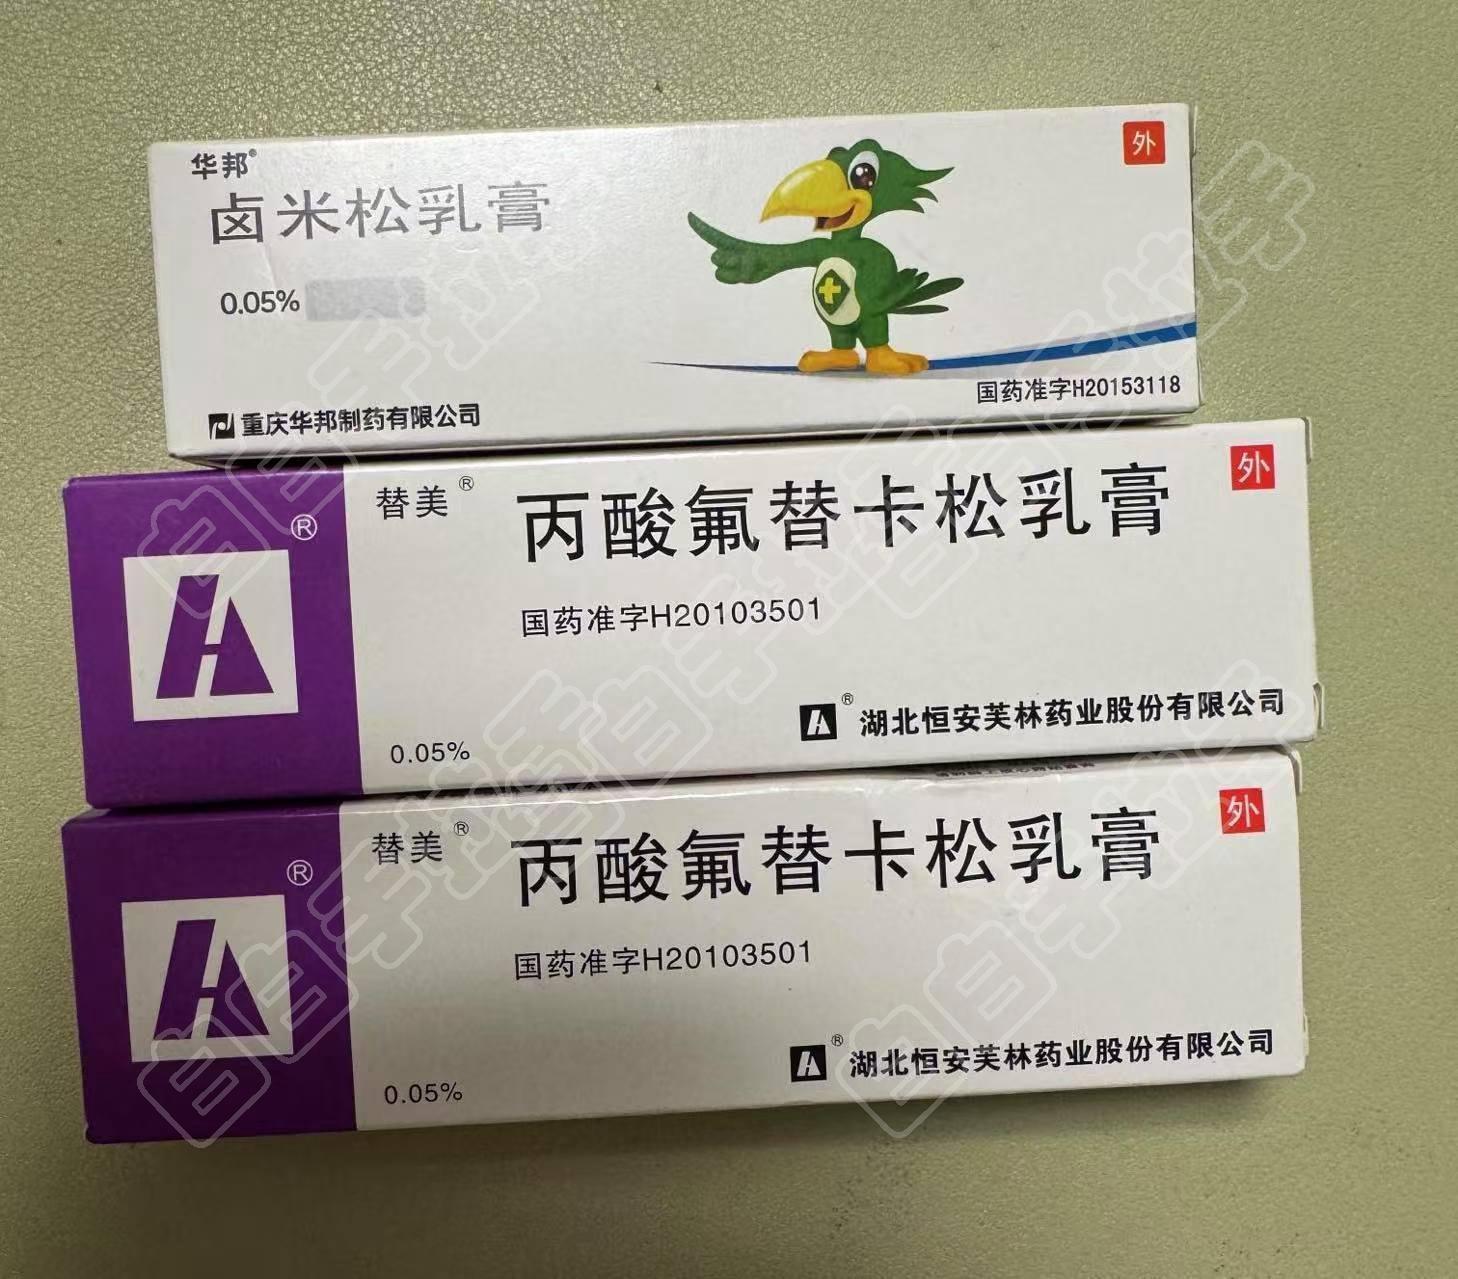 华邦®
外
卤米松乳膏
0.05%
国药准字H20153118
重庆华邦制药有限公司
替美®
丙酸氟替卡松乳膏
外
®
国药准字H20103501
® 湖北恒安芙林药业股份有限公司
0.05%
替美®
丙酸氟替卡松乳膏
外
®
国药准字H20103501
® 湖北恒安芙林药业股份有限公司
0.05%